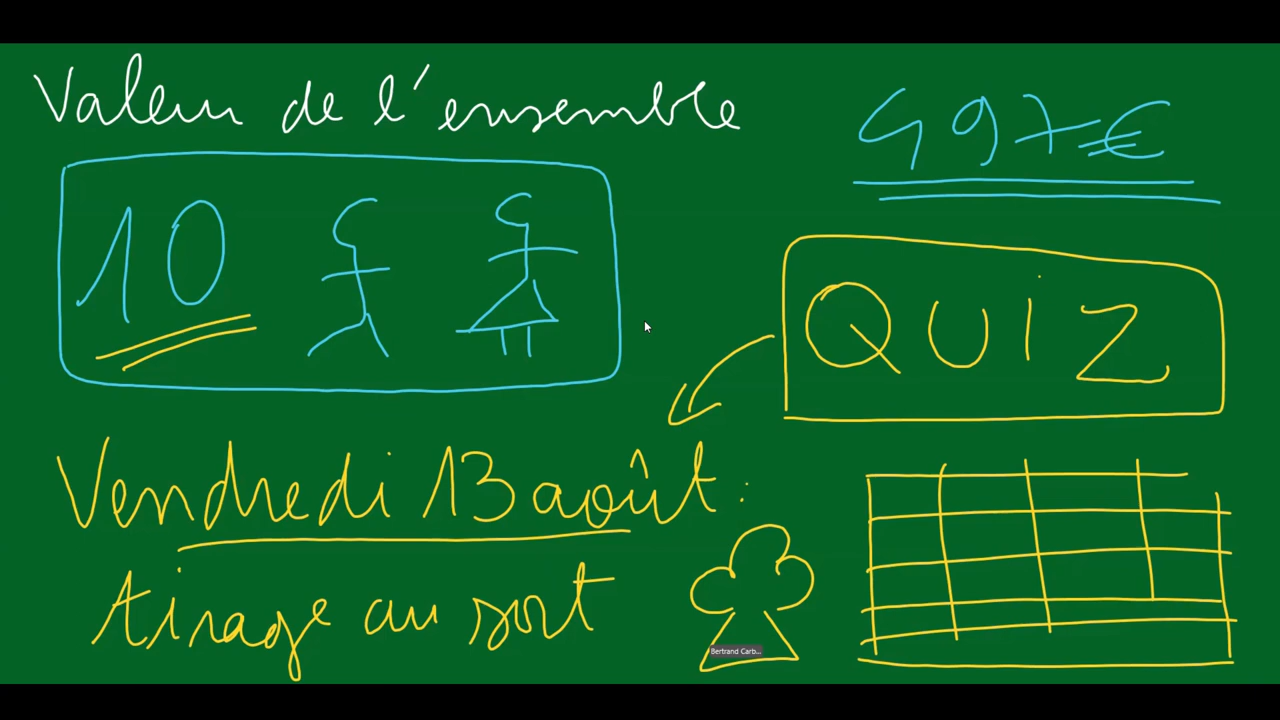 Valeur de l'ensemble
497€
10
QUIZ
Vendredi 13 août :
tirage au sort
Bertrand Carb...